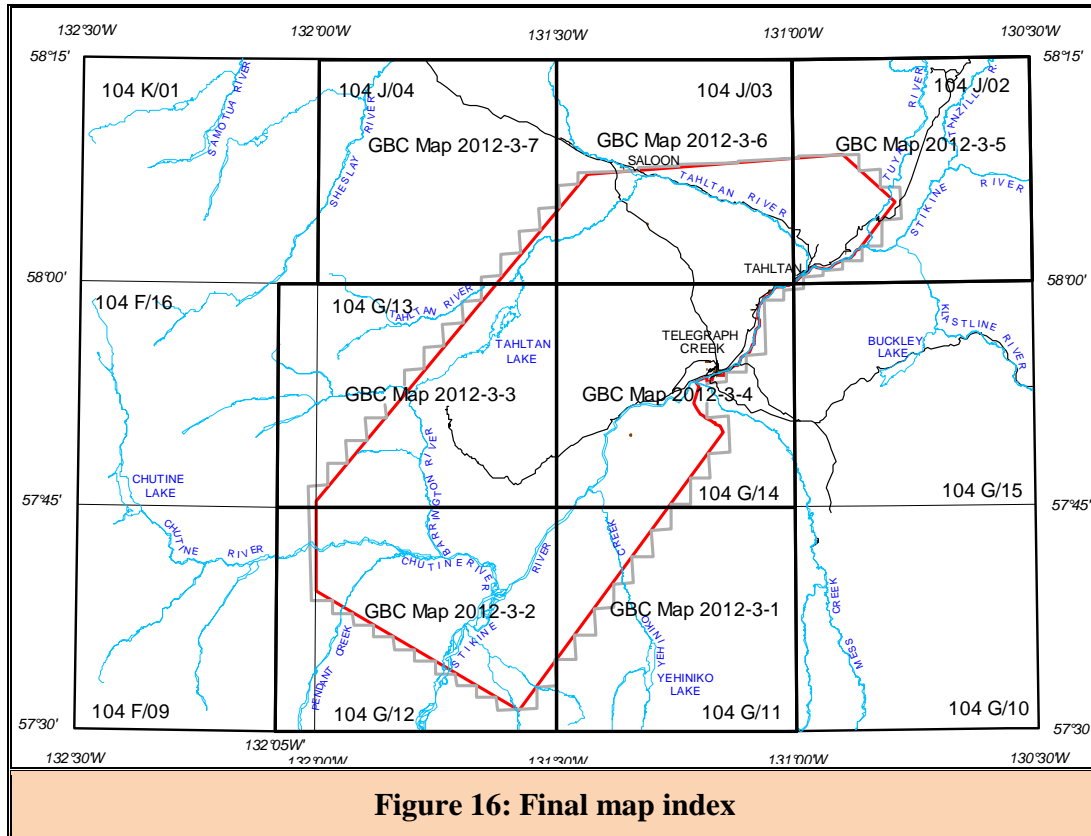 132°30'W 132°00'W 131°30'W 131°00'W 130°30'W
58°15' 58°15'
104 K/01 104 J/04 104 J/03 104 J/02
SAMOTUA RIVER
SHESLAY RIVER
GBC Map 2012-3-7 GBC Map 2012-3-6 GBC Map 2012-3-5
SALOON
TAHLTAN RIVER
TUYA RIVER
TANZILLA R.
STIKINE RIVER
TAHLTAN
58°00' 58°00'
104 F/16 104 G/13
TAHLTAN RIVER
TAHLTAN
LAKE
TELEGRAPH
CREEK
BUCKLEY
LAKE
KLASTLINE RIVER
GBC Map 2012-3-3 GBC Map 2012-3-4
BARRINGTON RIVER
CHUTINE
LAKE
104 G/14 104 G/15
57°45' 57°45'
CHUTINE RIVER
CHUTINE RIVER
RIVER
CREEK
GBC Map 2012-3-2 GBC Map 2012-3-1
STIKINE
PENDANT CREEK
YEHINIKO
YEHINIKO
LAKE
MESS CREEK
104 F/09 104 G/12 104 G/11 104 G/10
57°30' 57°30
132°30'W 132°05'W 132°00'W 131°30'W 131°00'W 130°30'W
Figure 16: Final map index